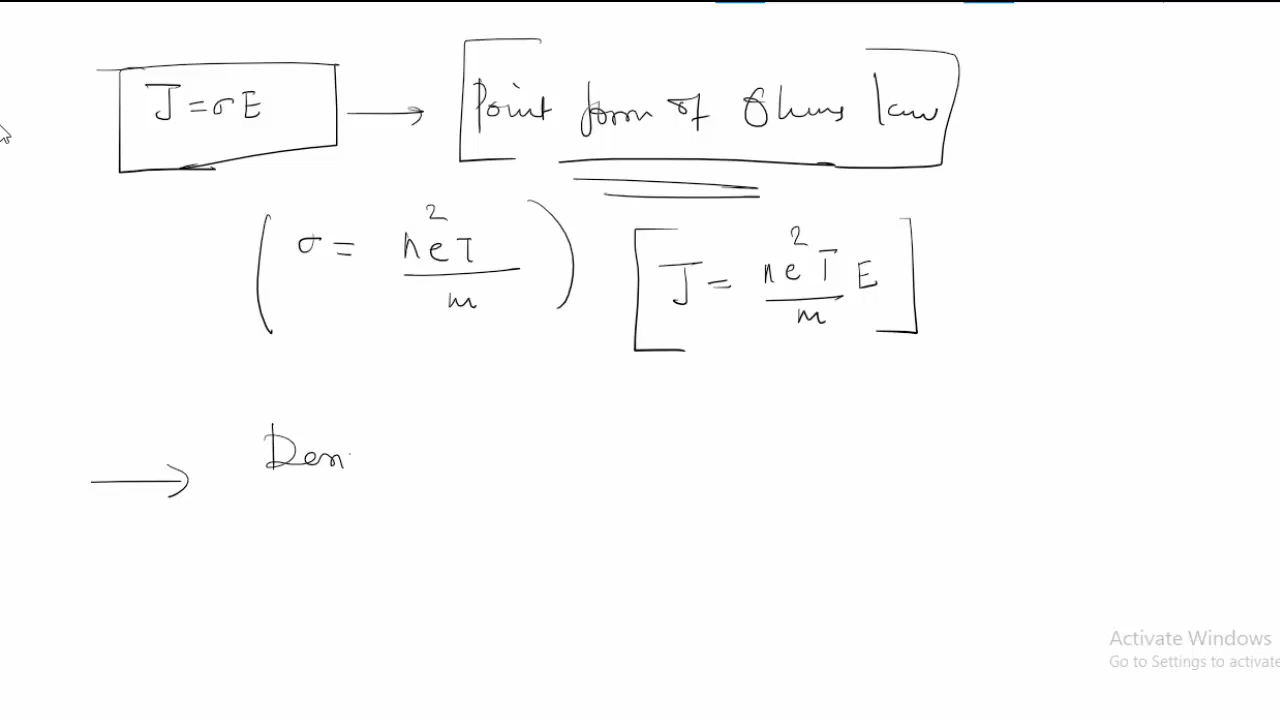 J = σE → Point form of Ohms law
σ = ne²τ/m J = ne²τ/m E
→ Den
Activate Windows
Go to Settings to activate